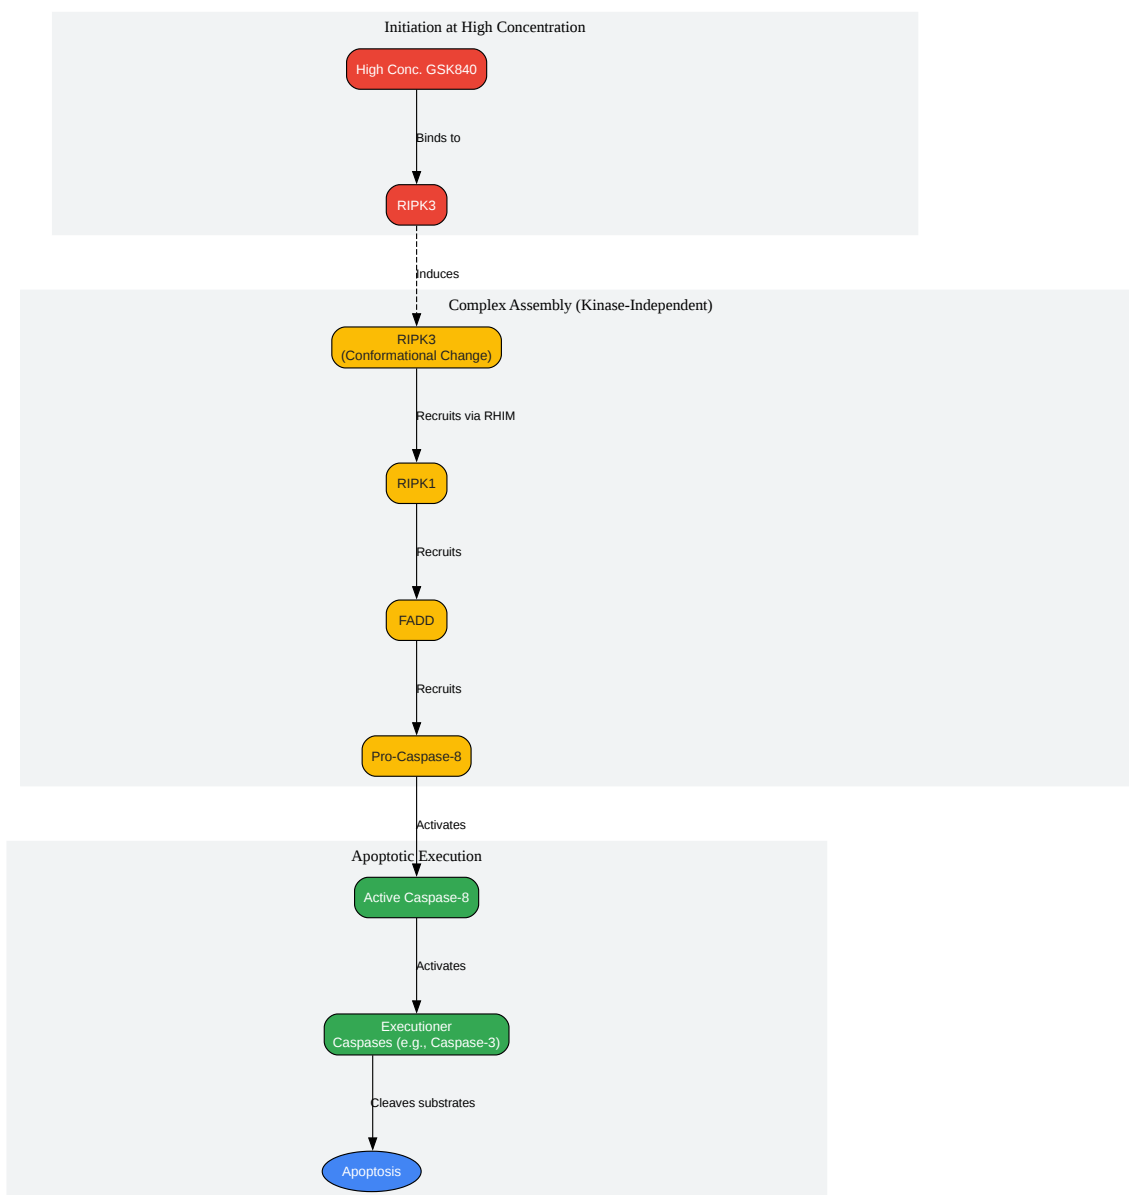 Initiation at High Concentration
High Conc. GSK840
Binds to
RIPK3
Induces
Complex Assembly (Kinase-Independent)
RIPK3
(Conformational Change)
Recruits via RHIM
RIPK1
Recruits
FADD
Recruits
Pro-Caspase-8
Activates
Apoptotic Execution
Active Caspase-8
Activates
Executioner
Caspases (e.g., Caspase-3)
Cleaves substrates
Apoptosis